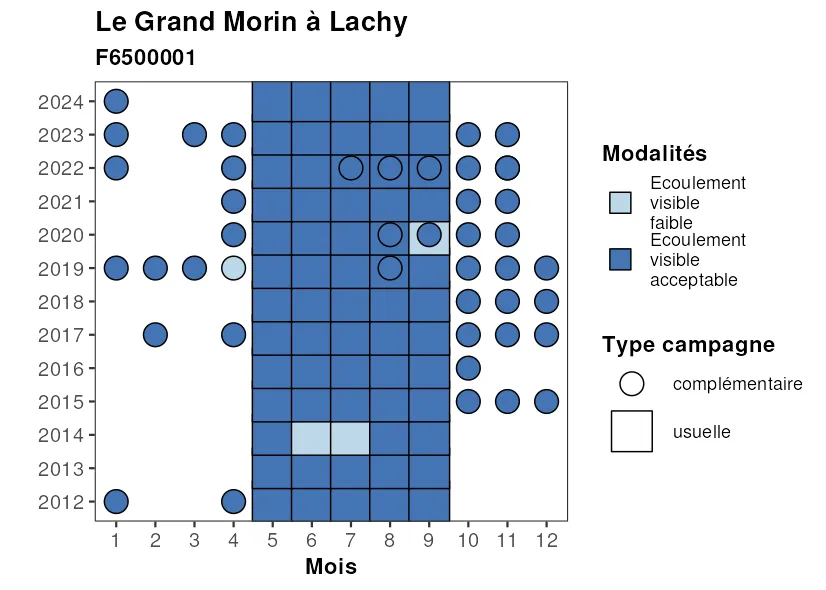 Le Grand Morin à Lachy
F6500001
2024
2023
2022
2021
2020
2019
2018
2017
2016
2015
2014
2013
2012
1 2 3 4 5 6 7 8 9 10 11 12
Mois
Modalités
Ecoulement
visible
faible
Ecoulement
visible
acceptable
Type campagne
complémentaire
usuelle